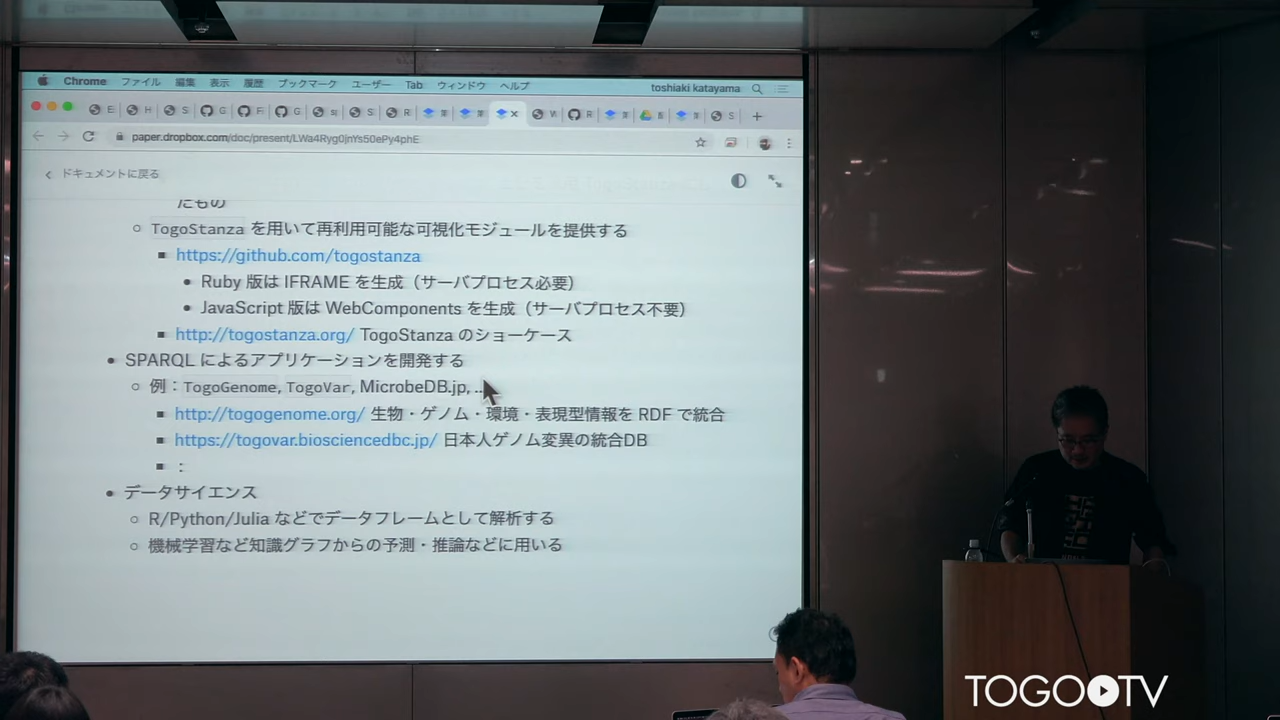 Chrome ファイル 編集 表示 履歴 ブックマーク ユーザー Tab ウィンドウ ヘルプ toshiaki katayama
paper.dropbox.com/doc/present/LWa4Ryg0jnYs50ePy4phE
ドキュメントに戻る
たもの
TogoStanza を用いて再利用可能な可視化モジュールを提供する
https://github.com/togostanza
Ruby 版は IFRAME を生成（サーバプロセス必要）
JavaScript 版は WebComponents を生成（サーバプロセス不要）
http://togostanza.org/ TogoStanza のショーケース
SPARQL によるアプリケーションを開発する
例：TogoGenome, TogoVar, MicrobeDB.jp, ...
http://togogenome.org/ 生物・ゲノム・環境・表現型情報を RDF で統合
https://togovar.biosciencedbc.jp/ 日本人ゲノム変異の統合DB
：
データサイエンス
R/Python/Julia などでデータフレームとして解析する
機械学習など知識グラフからの予測・推論などに用いる
TOGO TV